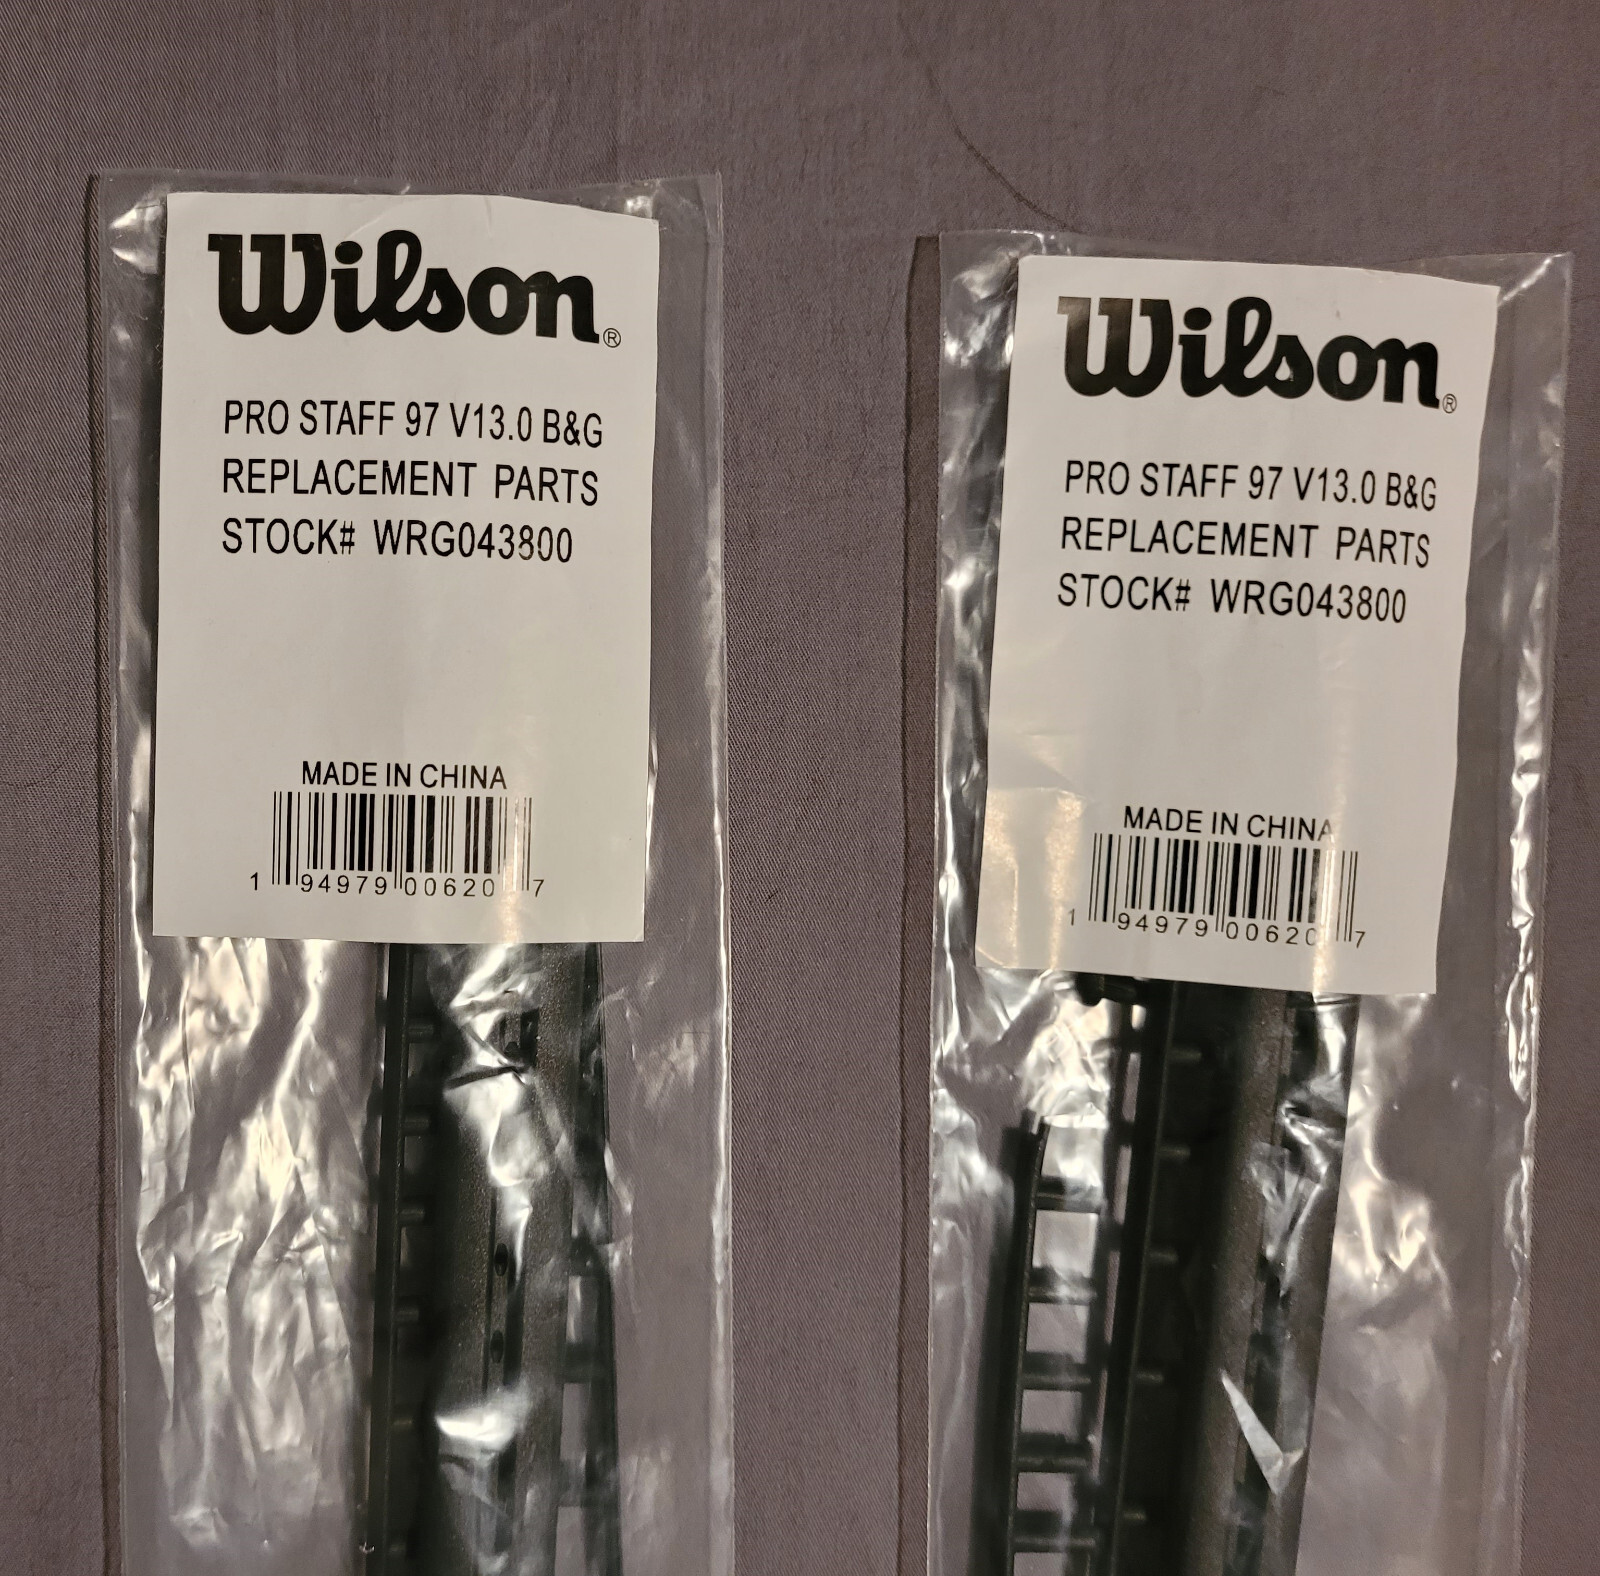 Wilson®
PRO STAFF 97 V13.0 B&G
REPLACEMENT PARTS
STOCK# WRG043800
MADE IN CHINA
1 94979 00620 7
Wilson®
PRO STAFF 97 V13.0 B&G
REPLACEMENT PARTS
STOCK# WRG043800
MADE IN CHINA
1 94979 00620 7